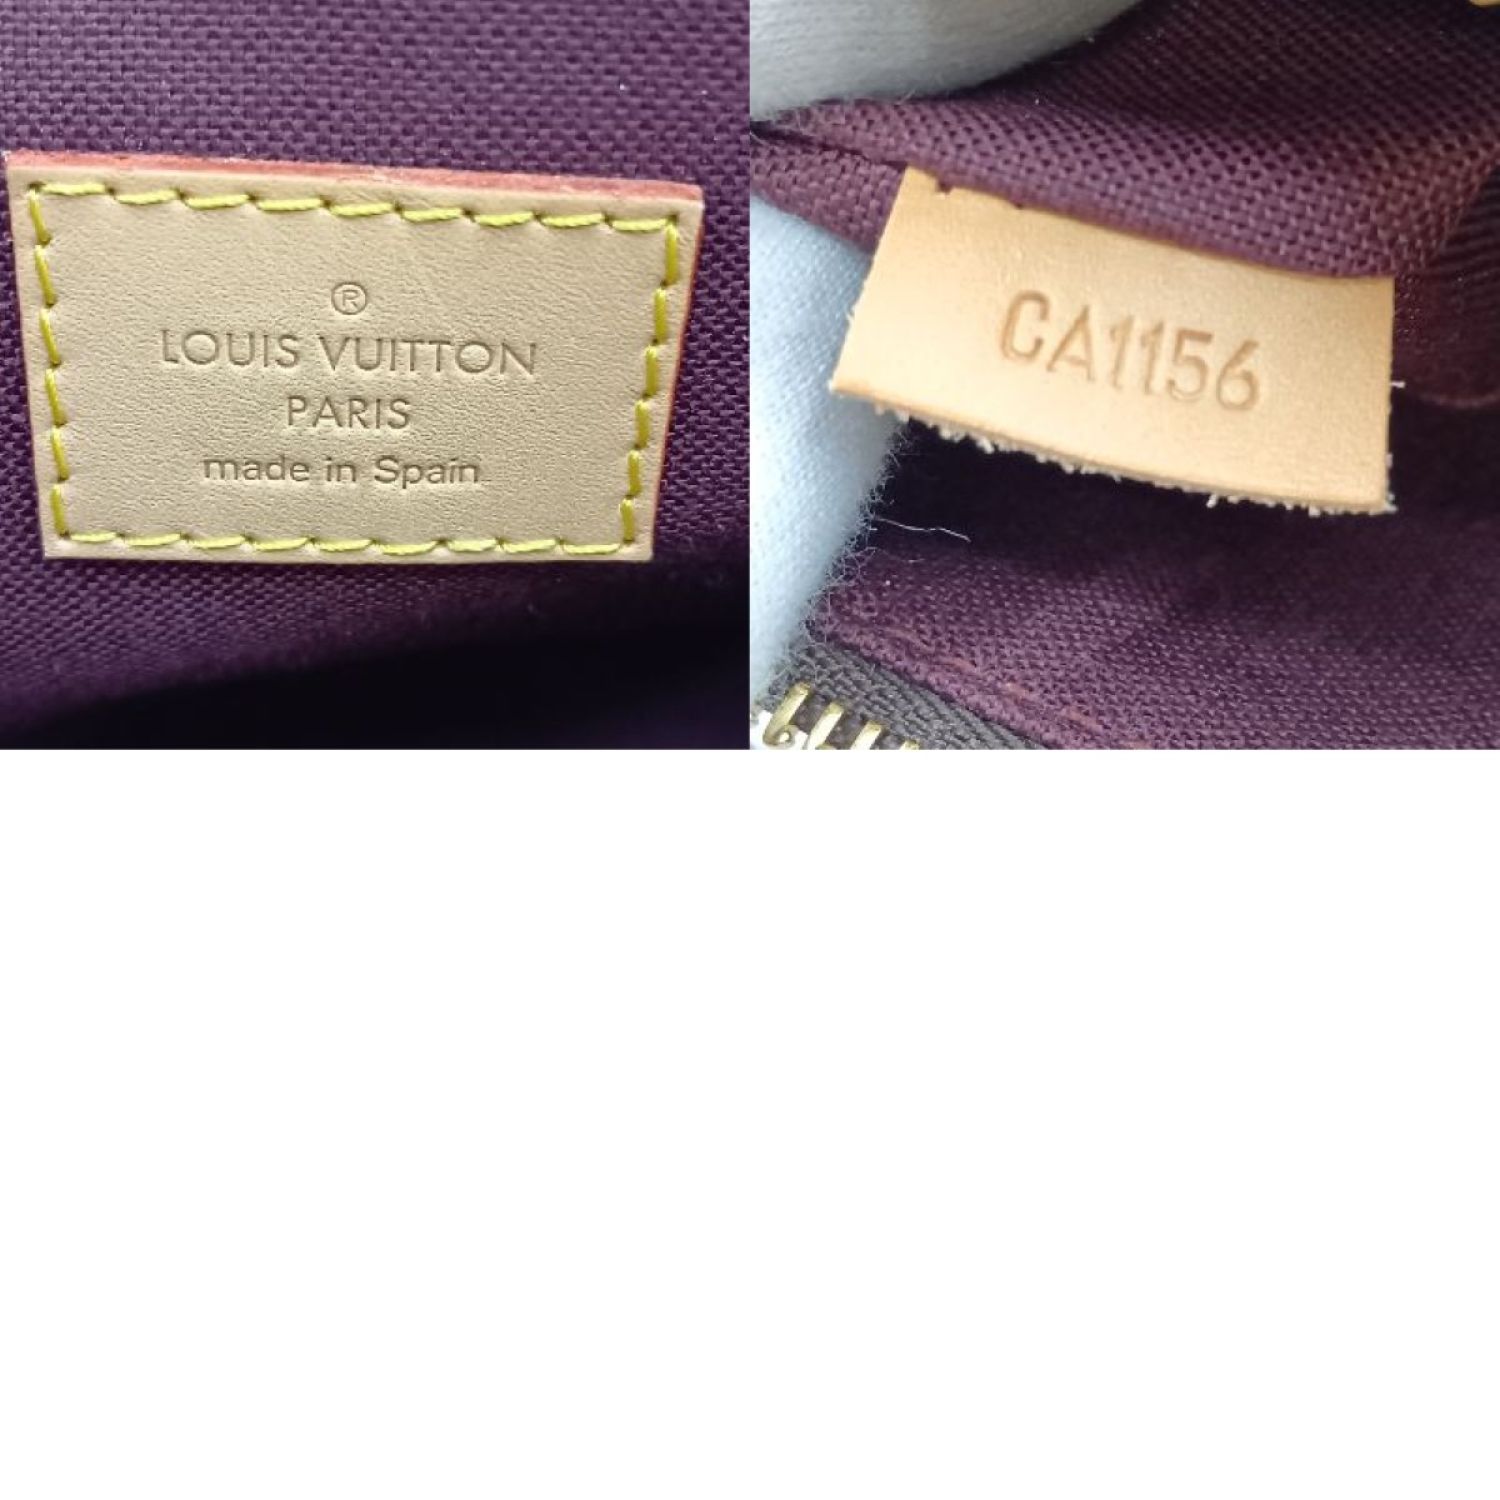 ®
LOUIS VUITTON
PARIS
made in Spain
CA1156